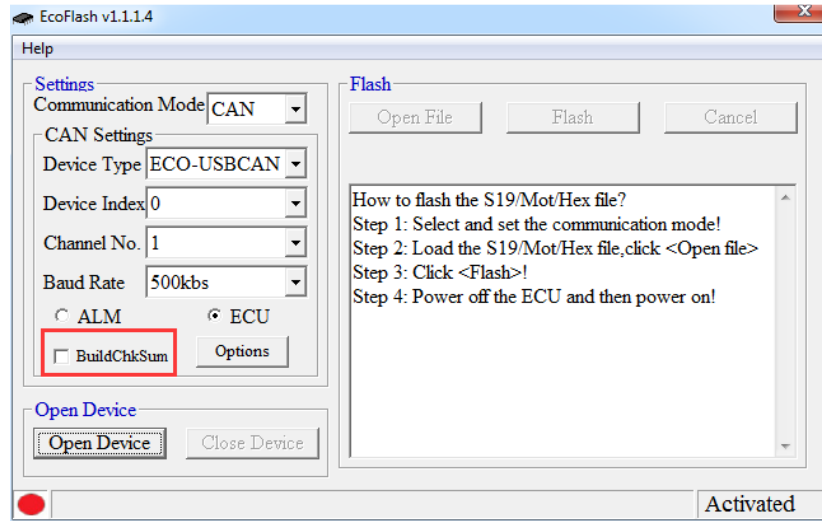 EcoFlash v1.1.1.4
X
Help
Settings
Communication Mode CAN
CAN Settings
Device Type ECO-USBCAN
Device Index 0
Channel No. 1
Baud Rate 500kbs
ALM ECU
BuildChkSum Options
Open Device
Open Device Close Device
Flash
Open File Flash Cancel
How to flash the S19/Mot/Hex file?
Step 1: Select and set the communication mode!
Step 2: Load the S19/Mot/Hex file,click <Open file>
Step 3: Click <Flash>!
Step 4: Power off the ECU and then power on!
Activated